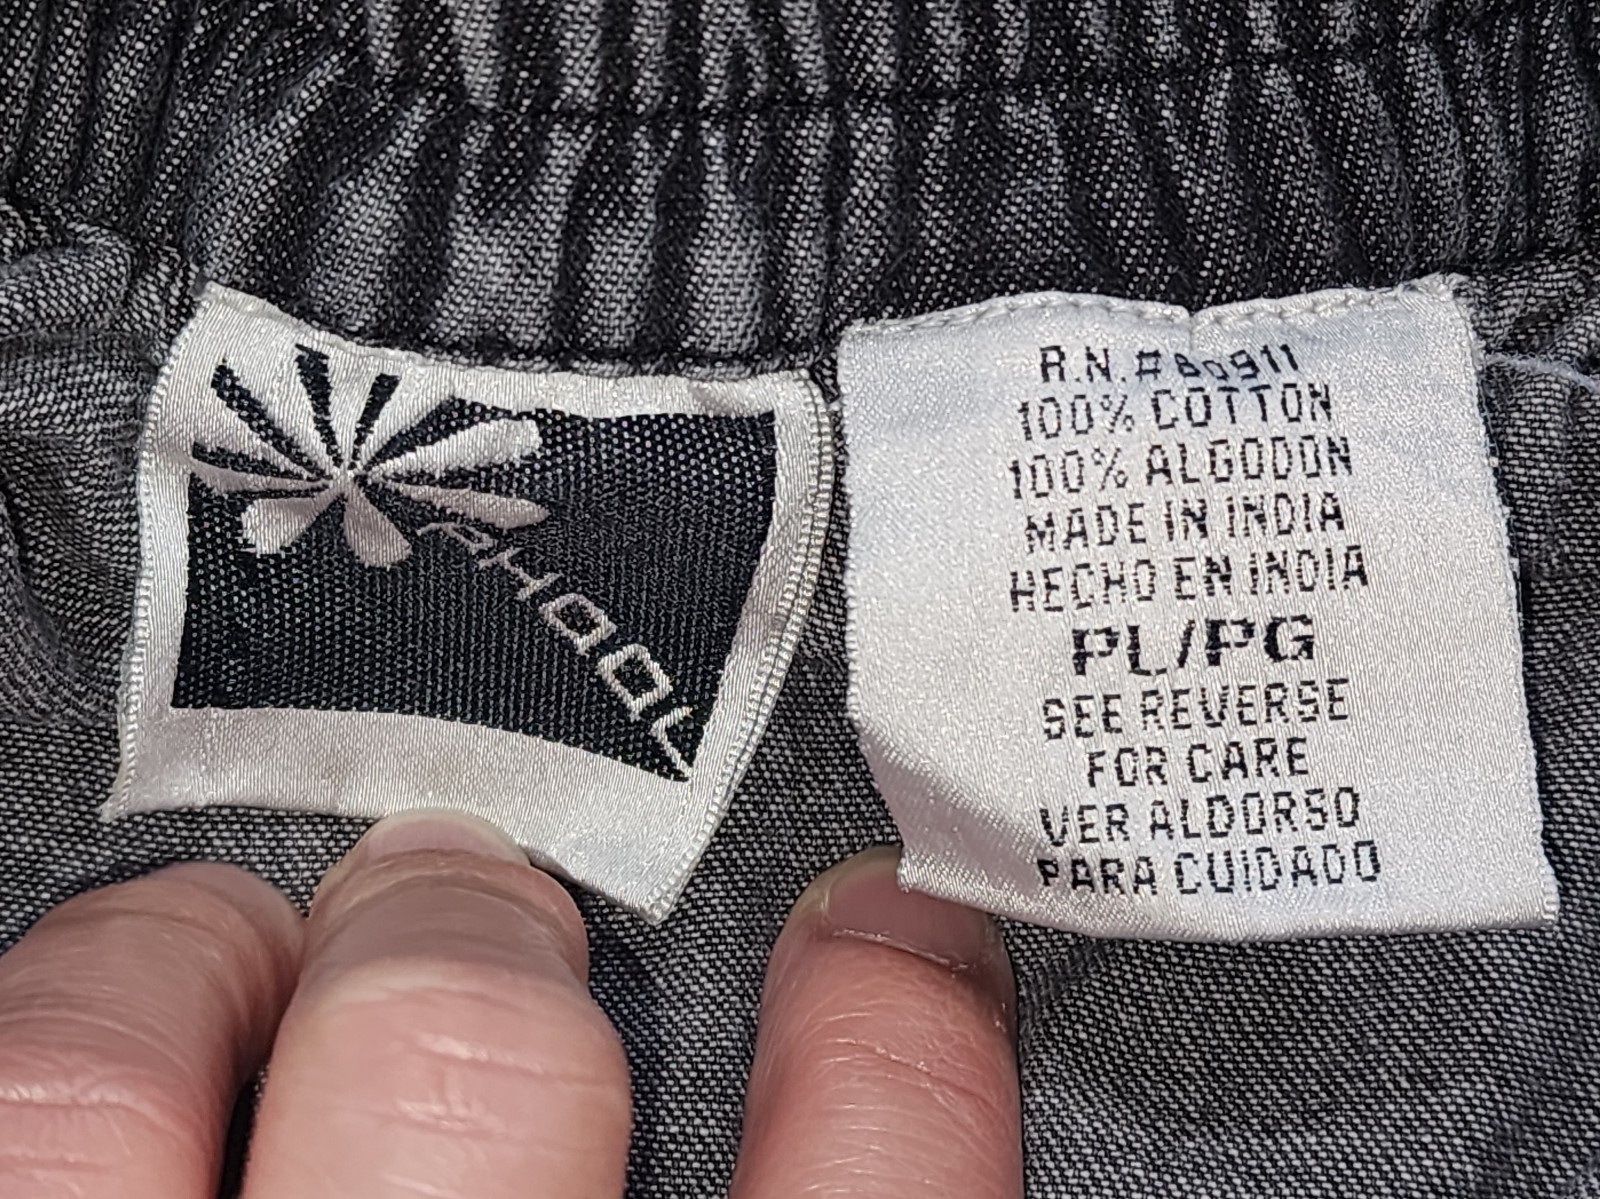 PHOOL
R.N.#80911
100% COTTON
100% ALGODON
MADE IN INDIA
HECHO EN INDIA
PL/PG
SEE REVERSE
FOR CARE
VER ALDORSO
PARA CUIDADO